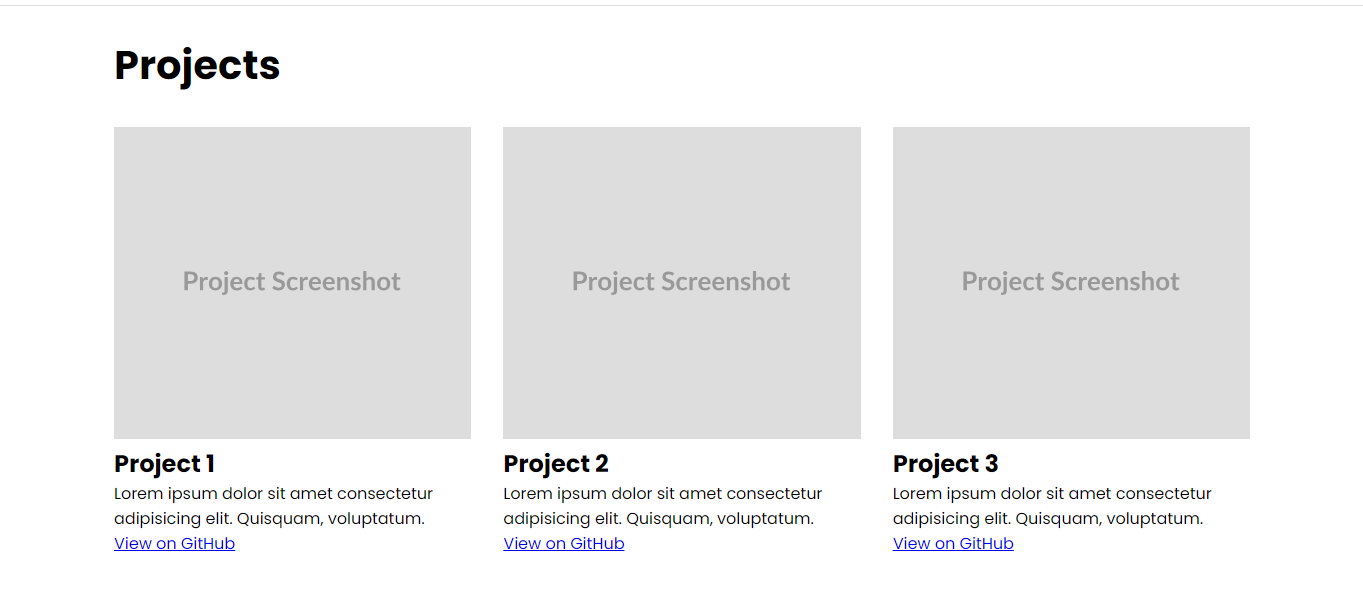 Projects
Project Screenshot
Project Screenshot
Project Screenshot
Project 1
Lorem ipsum dolor sit amet consectetur
adipisicing elit. Quisquam, voluptatum.
View on GitHub
Project 2
Lorem ipsum dolor sit amet consectetur
adipisicing elit. Quisquam, voluptatum.
View on GitHub
Project 3
Lorem ipsum dolor sit amet consectetur
adipisicing elit. Quisquam, voluptatum.
View on GitHub